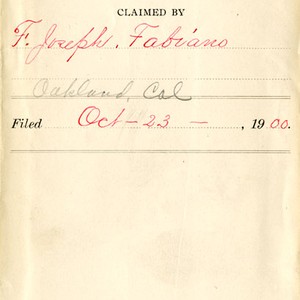 CLAIMED BY
F. Joseph. Fabiano
Oakland, Cal
Filed Oct - 23 - , 1900.